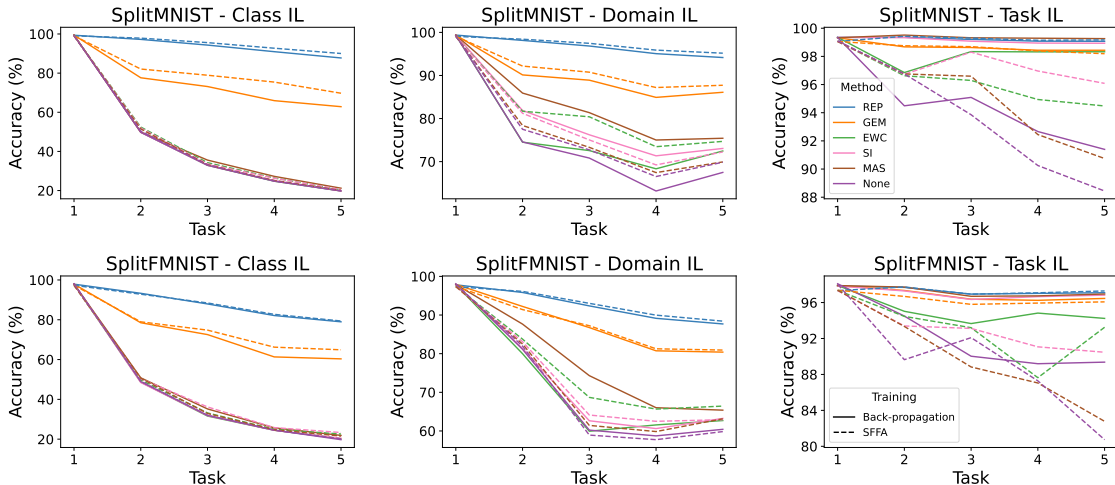 SplitMNIST - Class IL
Accuracy (%)
100
80
60
40
20
1 2 3 4 5
Task
SplitMNIST - Domain IL
Accuracy (%)
100
90
80
70
1 2 3 4 5
Task
SplitMNIST - Task IL
Accuracy (%)
100
98
96
94
92
90
88
Method
REP
GEM
EWC
SI
MAS
None
1 2 3 4 5
Task
SplitFMNIST - Class IL
Accuracy (%)
100
80
60
40
20
1 2 3 4 5
Task
SplitFMNIST - Domain IL
Accuracy (%)
100
90
80
70
60
1 2 3 4 5
Task
SplitFMNIST - Task IL
Accuracy (%)
96
92
88
84
80
Training
Back-propagation
SFFA
1 2 3 4 5
Task